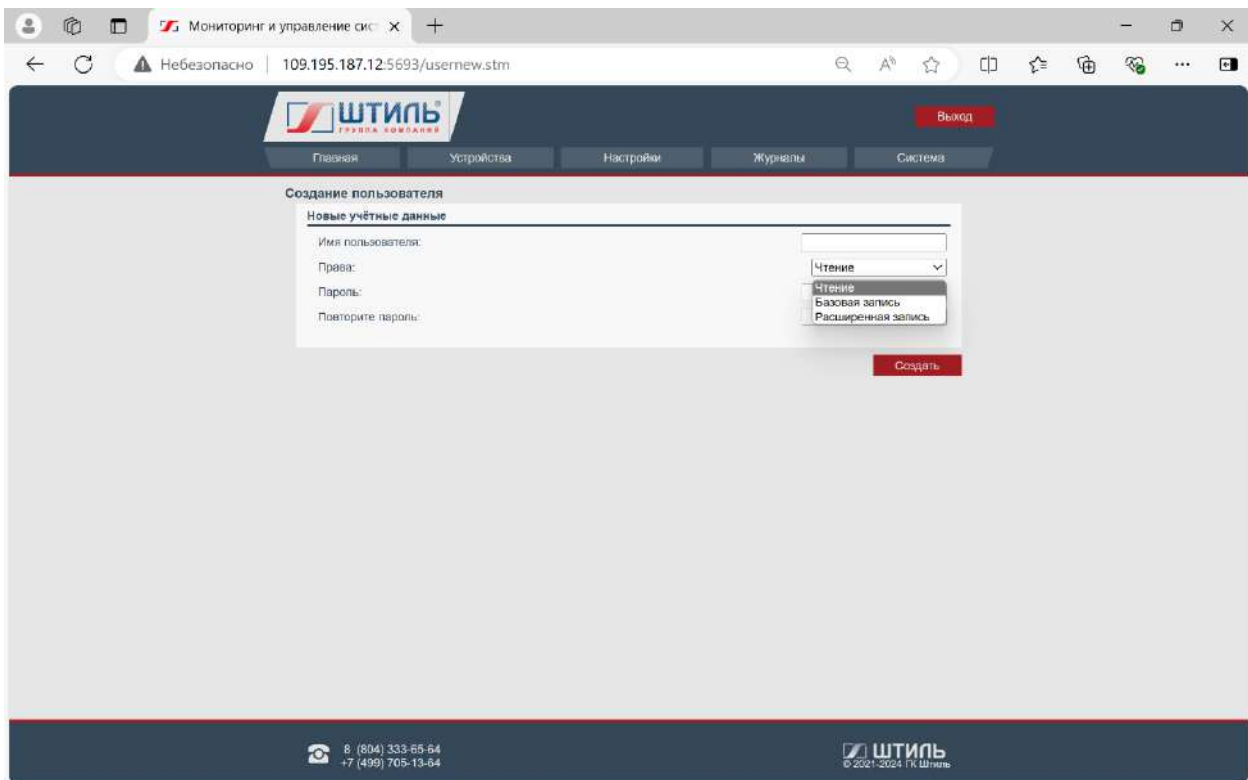 Мониторинг и управление сис
Небезопасно 109.195.187.12:5693/usernew.stm
ШТИЛЬ
ГРУППА КОМПАНИЙ
Выход
Главная Устройства Настройки Журналы Система
Создание пользователя
Новые учётные данные
Имя пользователя:
Права: Чтение
Пароль: Чтение
Базовая запись
Повторите пароль: Расширенная запись
Создать
8 (804) 333-65-64
+7 (499) 705-13-64
ШТИЛЬ
© 2021-2024 ГК Штиль